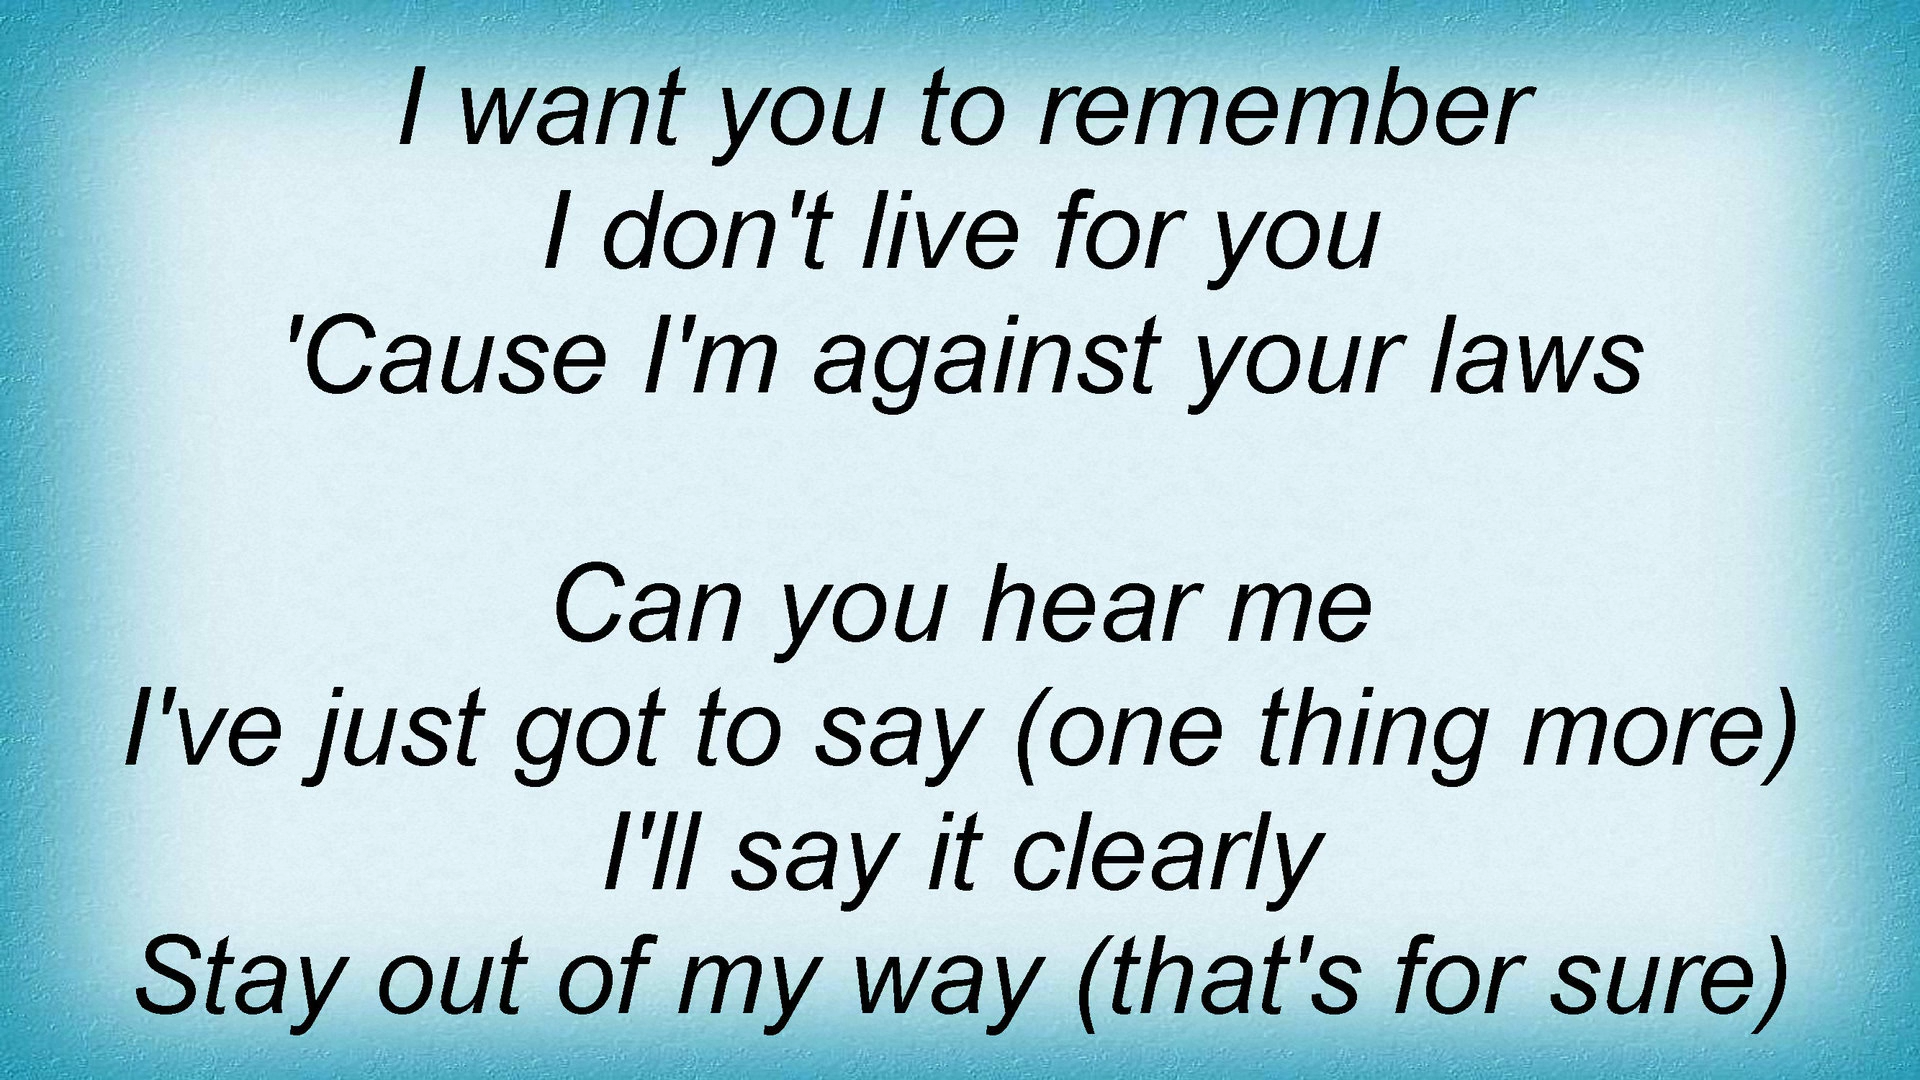 I want you to remember
I don't live for you
'Cause I'm against your laws
Can you hear me
I've just got to say (one thing more)
I'll say it clearly
Stay out of my way (that's for sure)